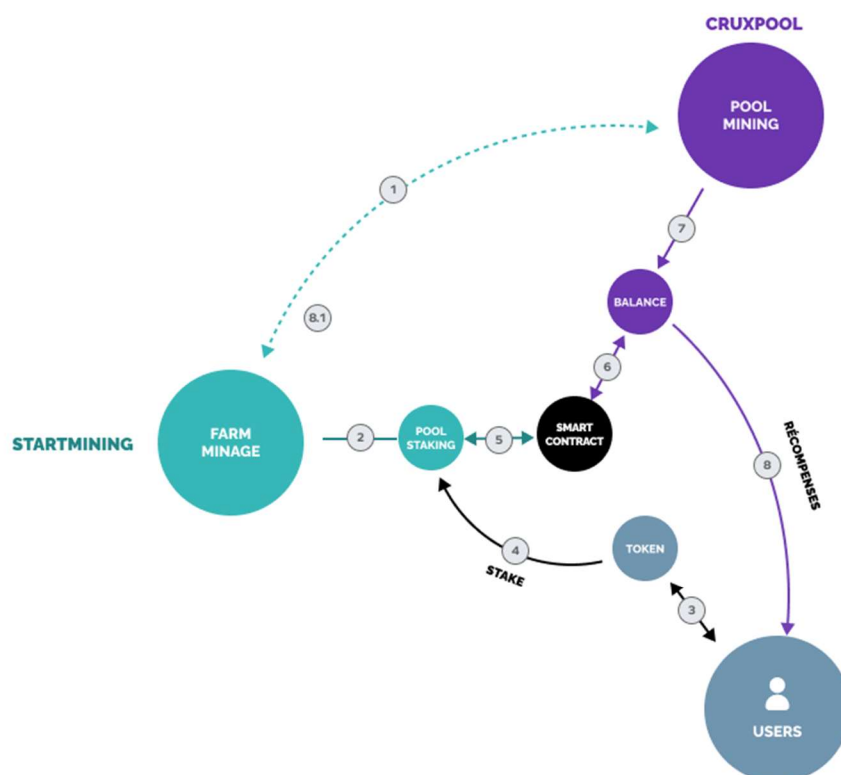 CRUXPOOL
POOL
MINING
1
7
BALANCE
8.1
6
STARTMINING
FARM
MINAGE
2
POOL
STAKING
5
SMART
CONTRACT
RÉCOMPENSES
8
4
STAKE
TOKEN
3
USERS